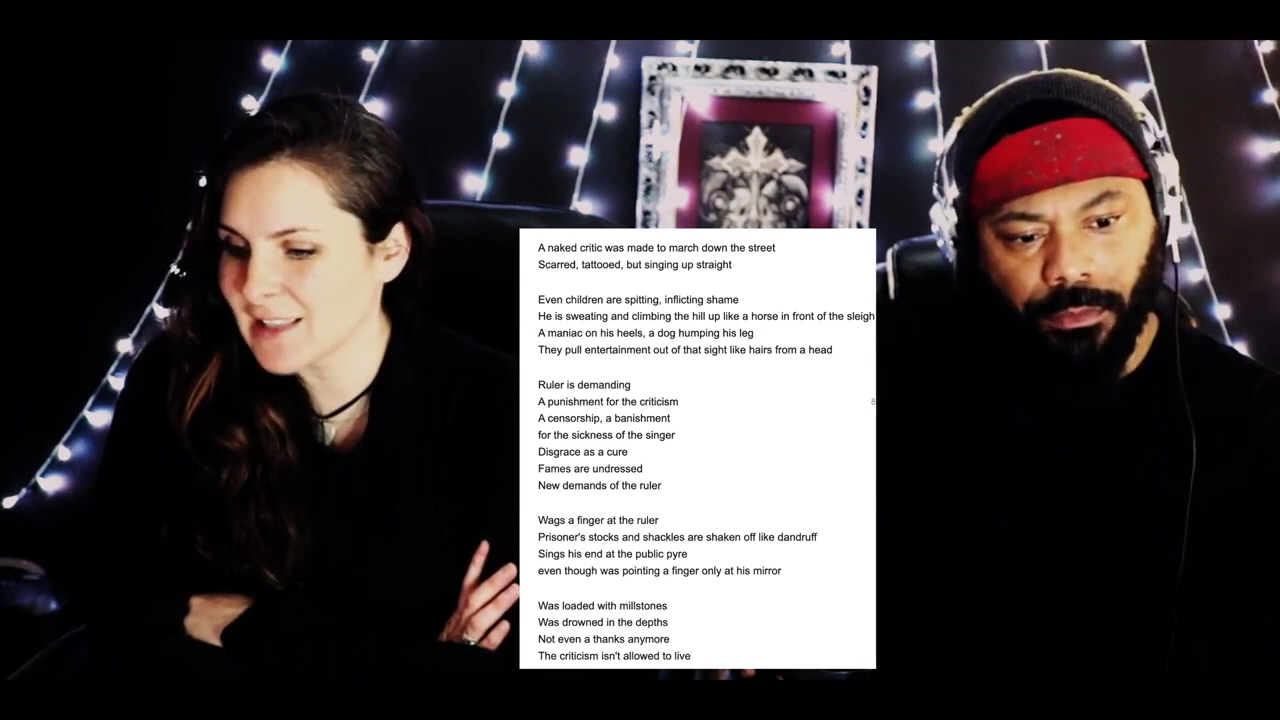 A naked critic was made to march down the street
Scarred, tattooed, but singing up straight
Even children are spitting, inflicting shame
He is sweating and climbing the hill up like a horse in front of the sleigh
A maniac on his heels, a dog humping his leg
They pull entertainment out of that sight like hairs from a head
Ruler is demanding
A punishment for the criticism
8
A censorship, a banishment
for the sickness of the singer
Disgrace as a cure
Fames are undressed
New demands of the ruler
Wags a finger at the ruler
Prisoner's stocks and shackles are shaken off like dandruff
Sings his end at the public pyre
even though was pointing a finger only at his mirror
Was loaded with millstones
Was drowned in the depths
Not even a thanks anymore
The criticism isn't allowed to live